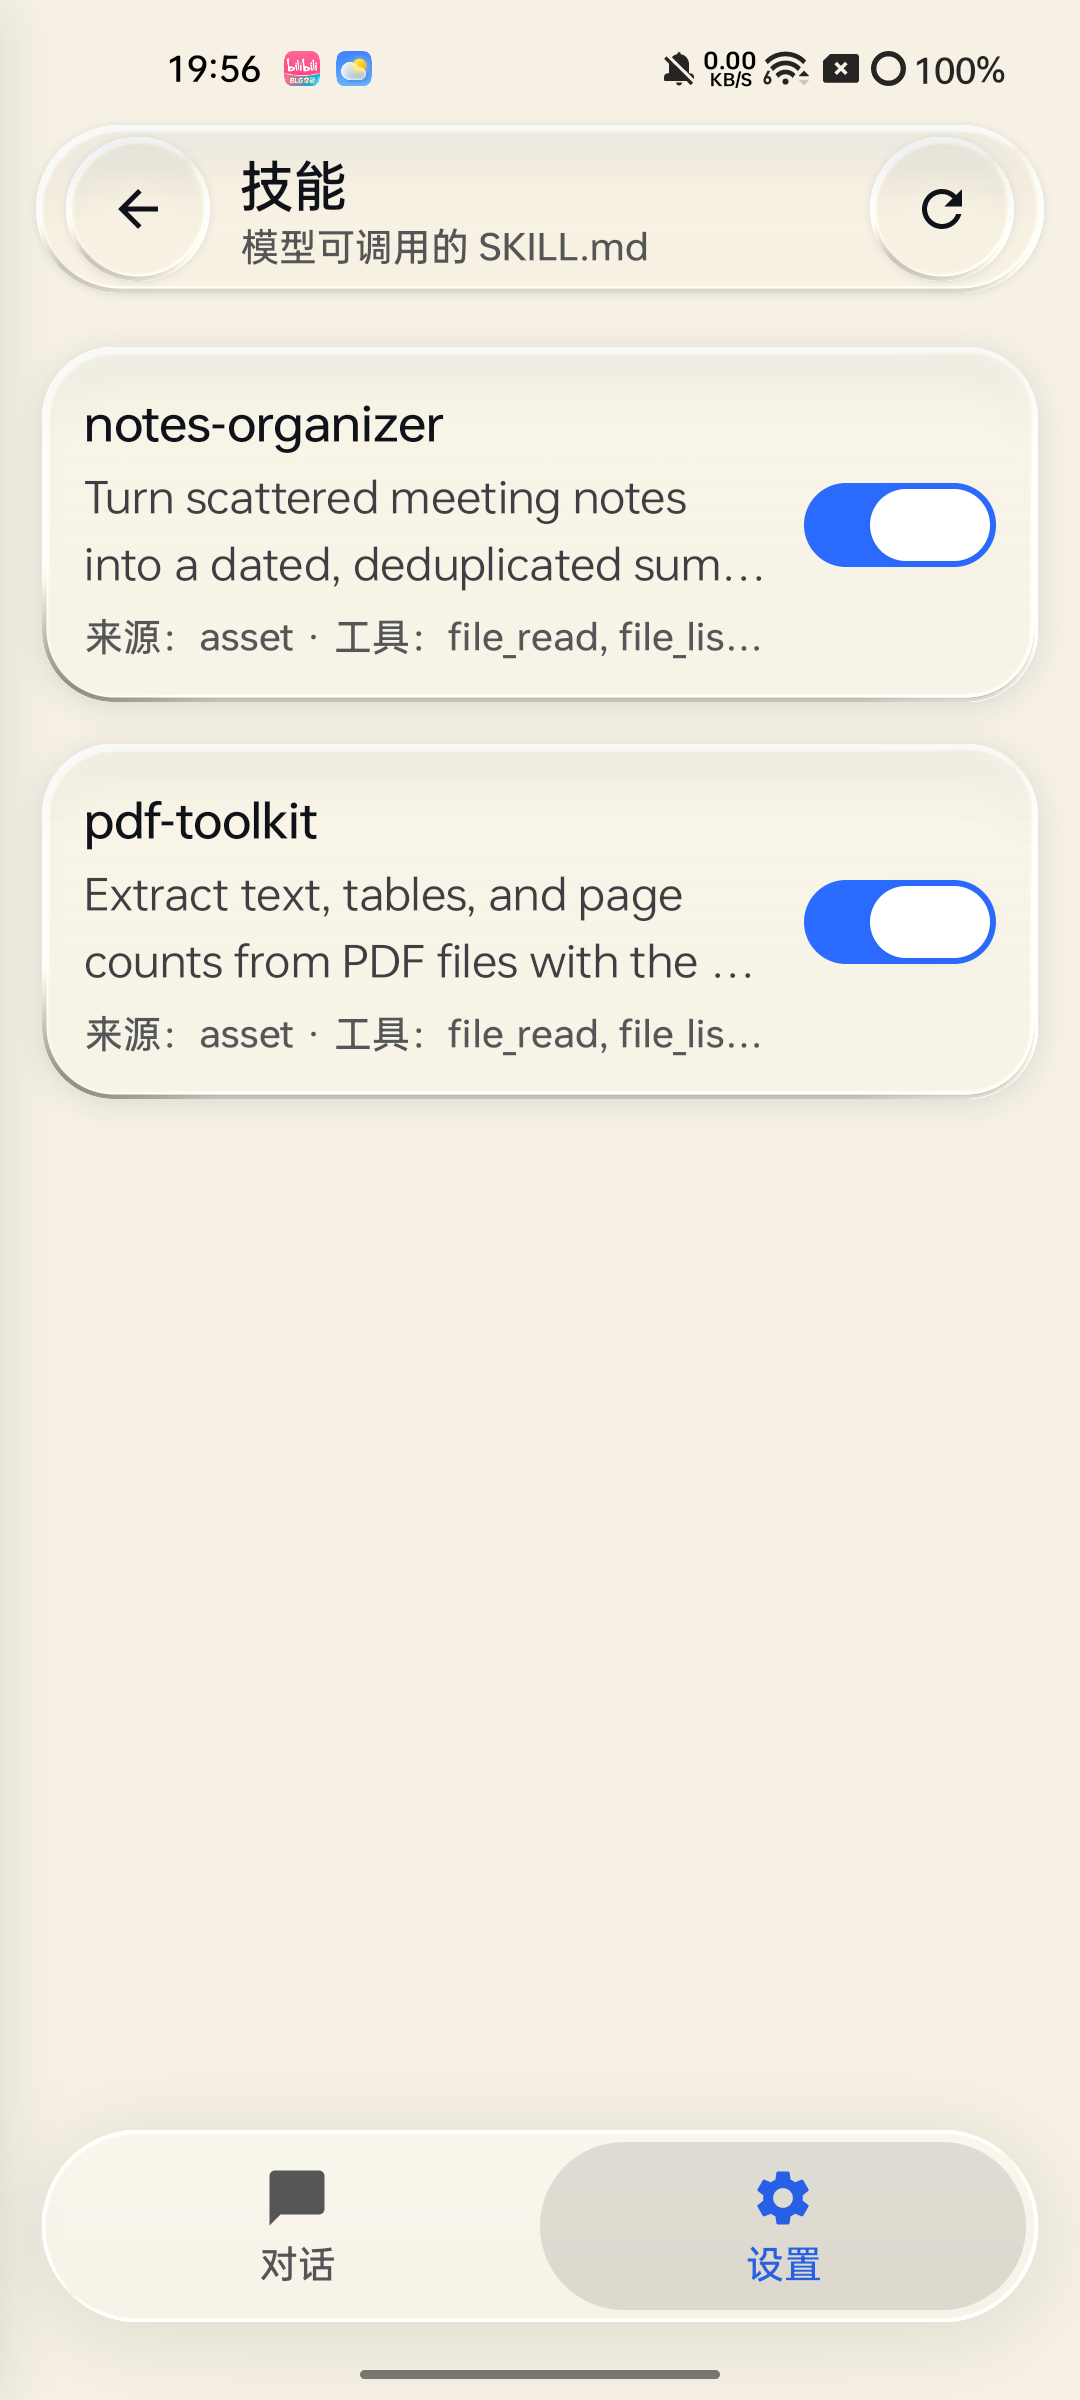 19:56
0.00
KB/S
6
100%
技能
模型可调用的 SKILL.md
notes-organizer
Turn scattered meeting notes
into a dated, deduplicated sum...
来源：asset · 工具：file_read, file_lis...
pdf-toolkit
Extract text, tables, and page
counts from PDF files with the ...
来源：asset · 工具：file_read, file_lis...
对话
设置